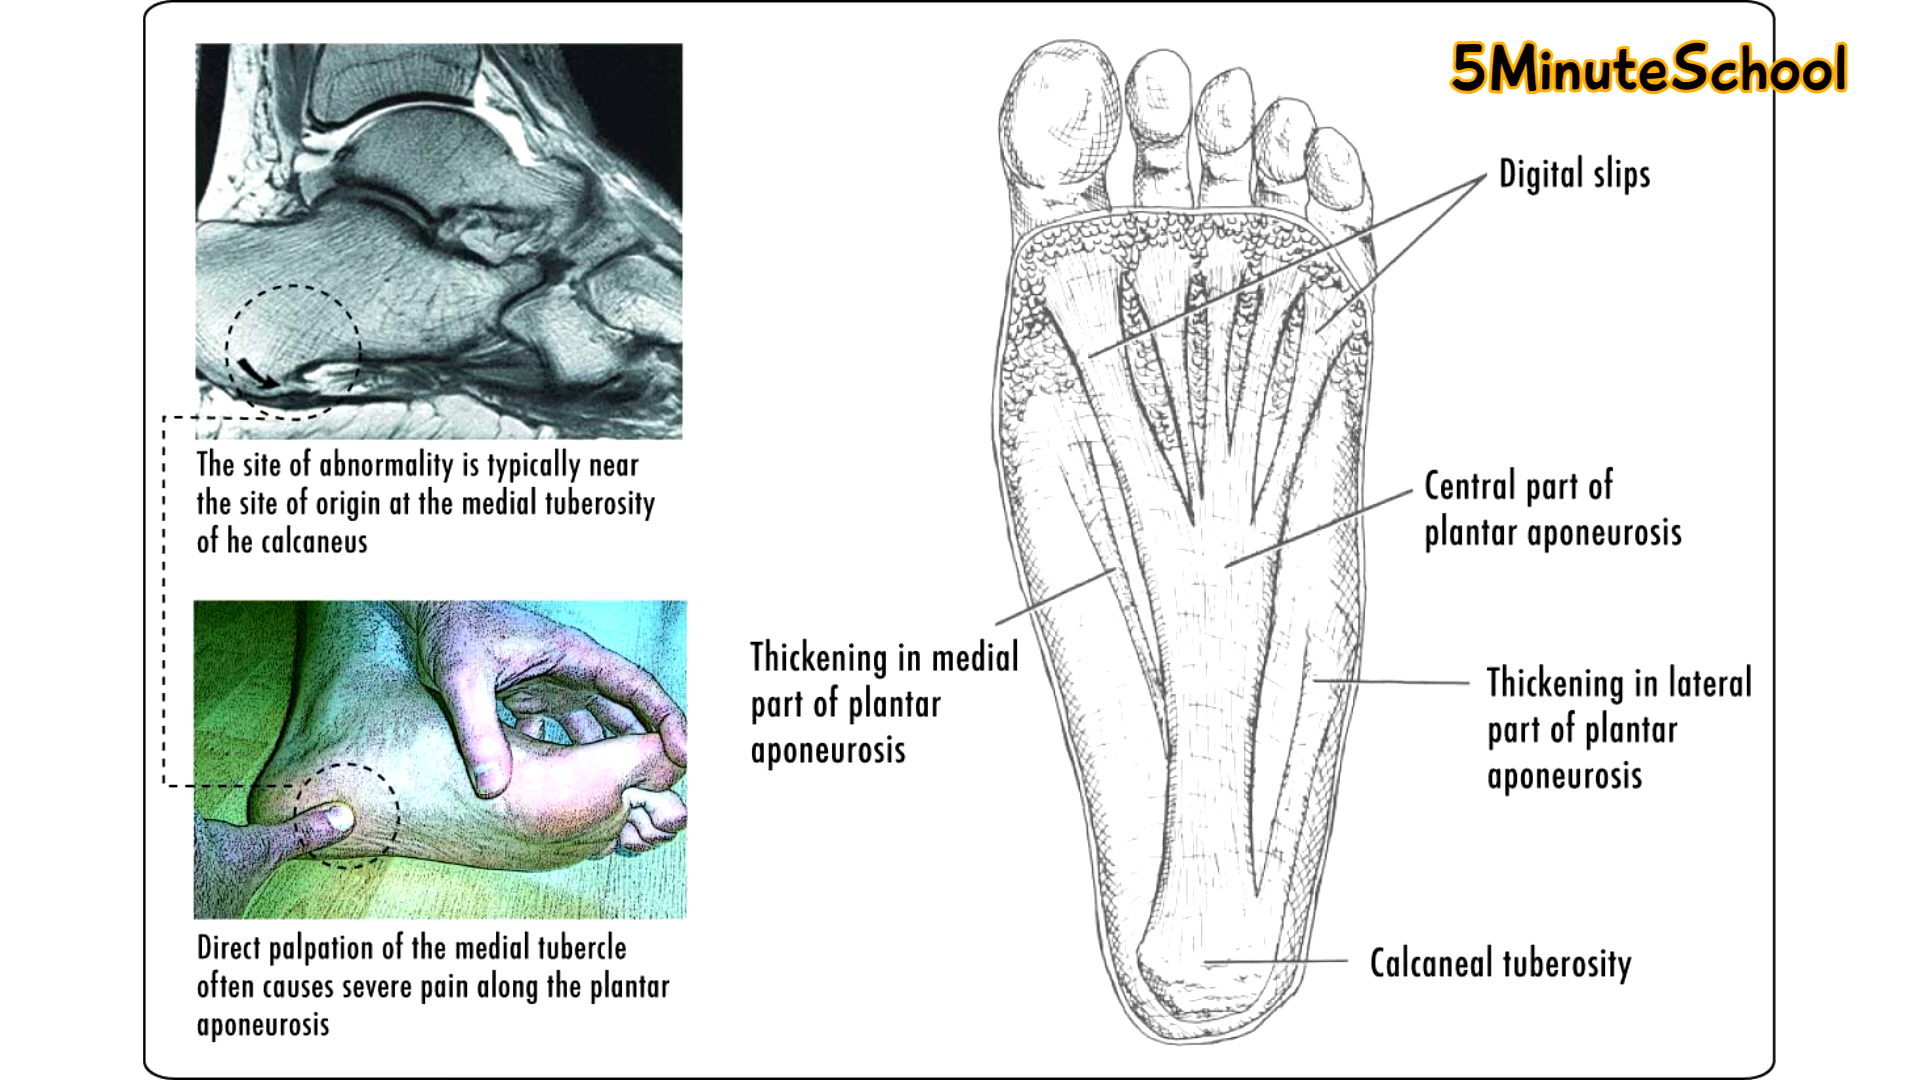 5MinuteSchool
The site of abnormality is typically near
the site of origin at the medial tuberosity
of he calcaneus
Direct palpation of the medial tubercle
often causes severe pain along the plantar
aponeurosis
Digital slips
Central part of
plantar aponeurosis
Thickening in medial
part of plantar
aponeurosis
Thickening in lateral
part of plantar
aponeurosis
Calcaneal tuberosity